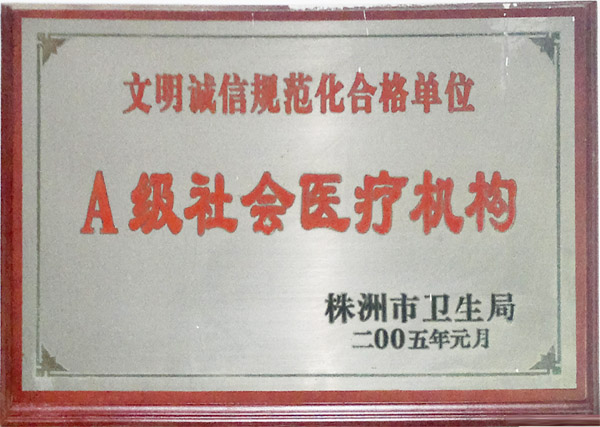 文明诚信规范化合格单位
A级社会医疗机构
株洲市卫生局
二00五年元月